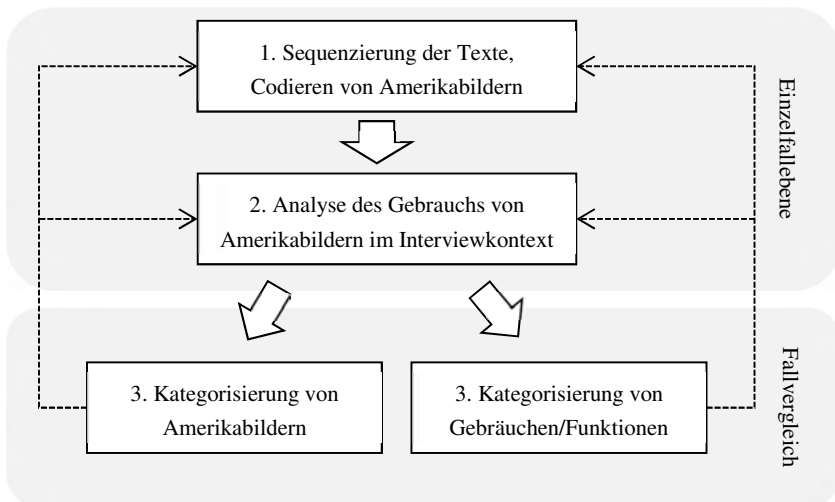 1. Sequenzierung der Texte,
Codieren von Amerikabildern
2. Analyse des Gebrauchs von
Amerikabildern im Interviewkontext
Einzelfallebene
3. Kategorisierung von
Amerikabildern
3. Kategorisierung von
Gebräuchen/Funktionen
Fallvergleich